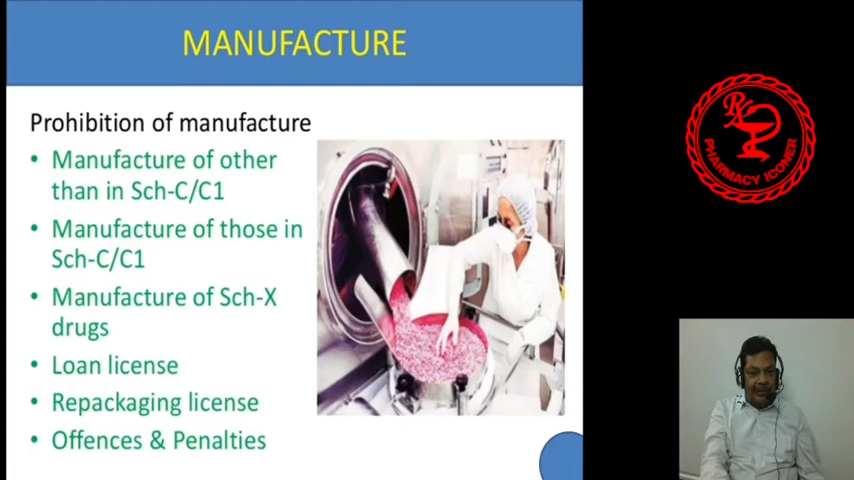 MANUFACTURE
Prohibition of manufacture
• Manufacture of other
than in Sch-C/C1
• Manufacture of those in
Sch-C/C1
• Manufacture of Sch-X
drugs
• Loan license
• Repackaging license
• Offences & Penalties
PHARMACY ICONER